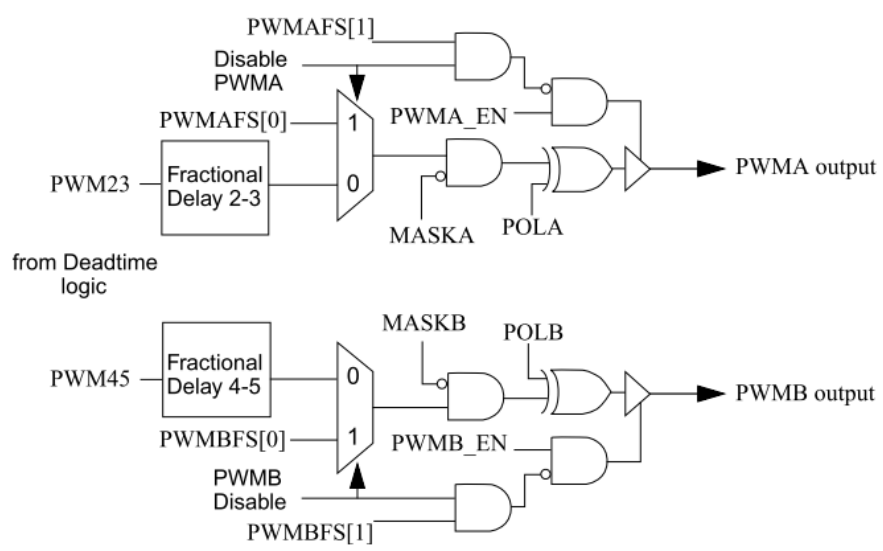 PWMAFS[1]
Disable
PWMA
PWMAFS[0]
1
PWMA_EN
Fractional
Delay 2-3
PWM23
0
PWMA output
MASKA
POLA
from Deadtime
logic
MASKB
POLB
Fractional
Delay 4-5
PWM45
0
PWMB output
PWMBFS[0]
1
PWMB_EN
PWMB
Disable
PWMBFS[1]